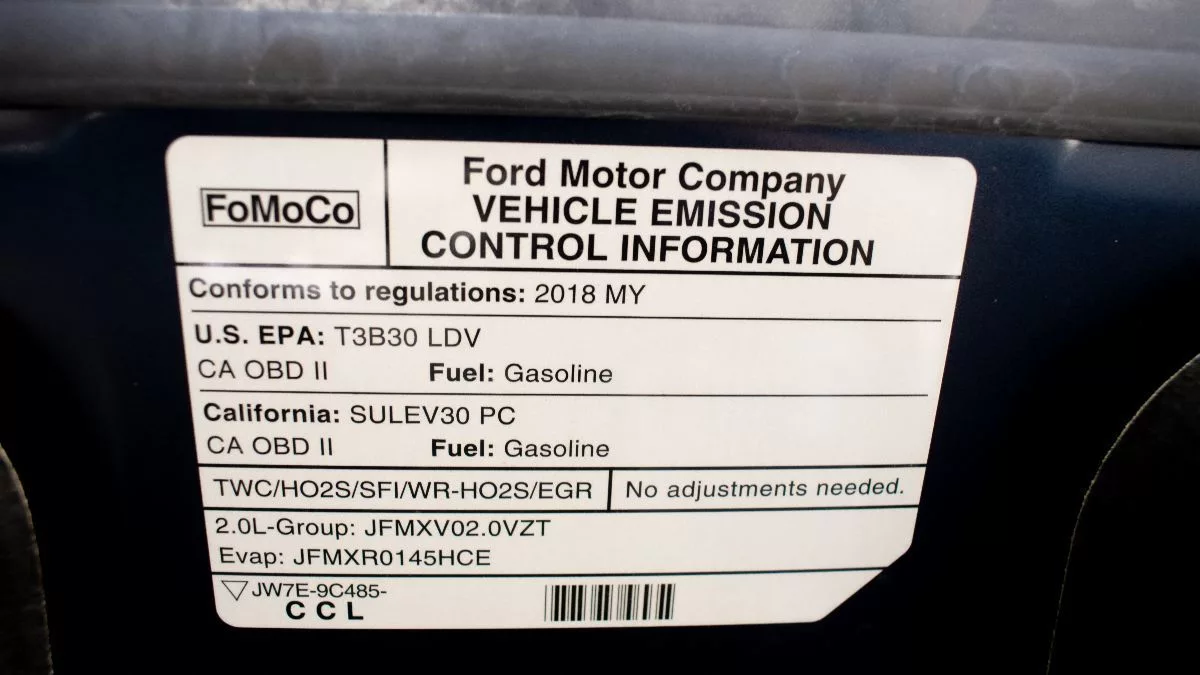 FoMoCo
Ford Motor Company
VEHICLE EMISSION
CONTROL INFORMATION
Conforms to regulations: 2018 MY
U.S. EPA: T3B30 LDV
CA OBD II Fuel: Gasoline
California: SULEV30 PC
CA OBD II Fuel: Gasoline
TWC/HO2S/SFI/WR-HO2S/EGR No adjustments needed.
2.0L-Group: JFMXV02.0VZT
Evap: JFMXR0145HCE
JW7E-9C485-
CCL